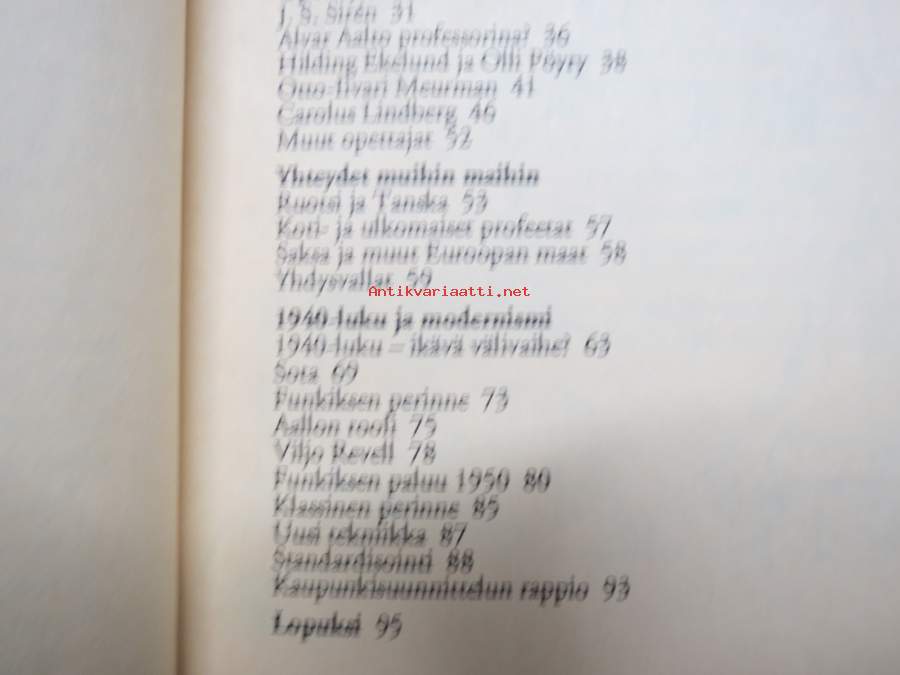 J. S. Sirén 31
Alvar Aalto professorina? 36
Hilding Ekelund ja Olli Pöyry 38
Otto-Iivari Meurman 41
Carolus Lindberg 46
Muut opettajat 52
Yhteydet muihin maihin
Ruotsi ja Tanska 53
Koti- ja ulkomaiset profeetat 57
Saksa ja muut Euroopan maat 58
Yhdysvallat 59
Antikvariaatti.net
1940-luku ja modernismi
1940-luku – ikävä välivaihe? 63
Sota 69
Funkiksen perinne 73
Aallon rooli 75
Viljo Revell 78
Funkiksen paluu 1950 80
Klassinen perinne 85
Uusi tekniikka 87
Standardisointi 88
Kaupunkisuunnittelun rappio 93
Lopuksi 95